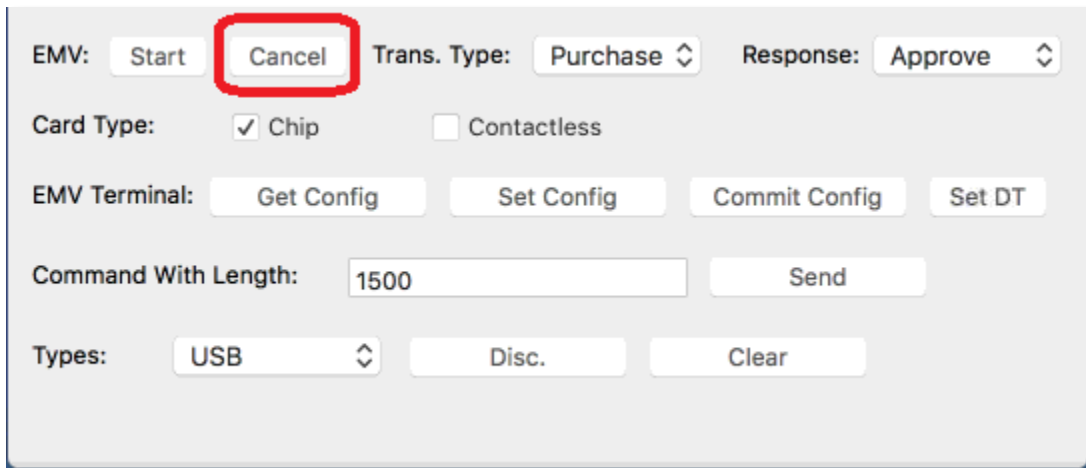 EMV: Start Cancel Trans. Type: Purchase Response: Approve
Card Type: Chip Contactless
EMV Terminal: Get Config Set Config Commit Config Set DT
Command With Length: 1500 Send
Types: USB Disc. Clear